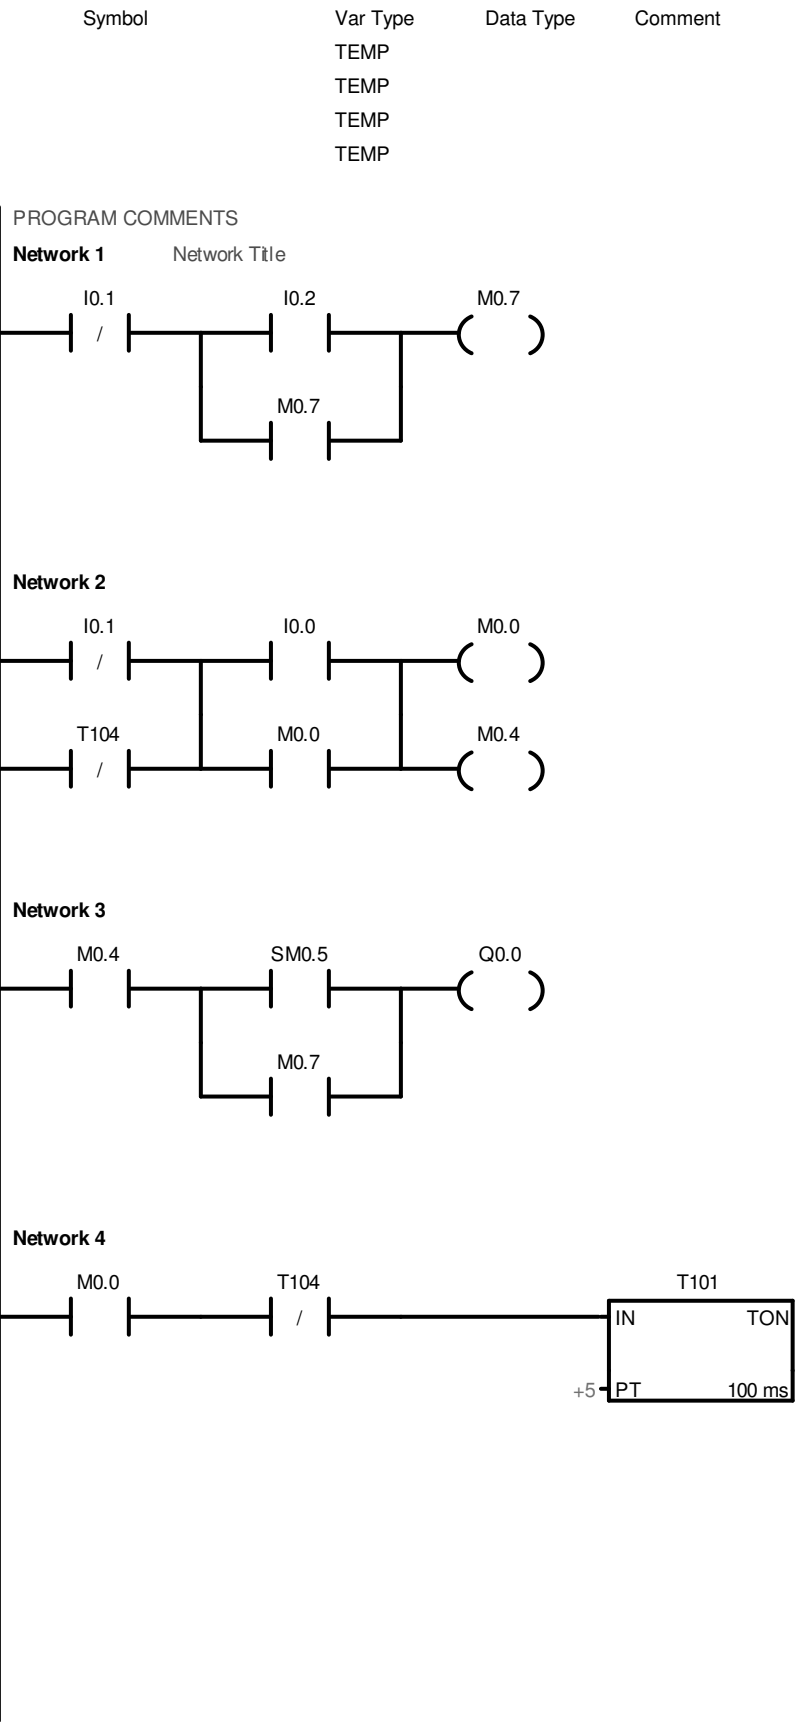 Symbol Var Type Data Type Comment
TEMP
TEMP
TEMP
TEMP
PROGRAM COMMENTS
Network 1 Network Title
I0.1 I0.2 M0.7
/
M0.7
Network 2
I0.1 I0.0 M0.0
/
T104 M0.0 M0.4
/
Network 3
M0.4 SM0.5 Q0.0
M0.7
Network 4
M0.0 T104 T101
/ IN TON
+5 PT 100 ms